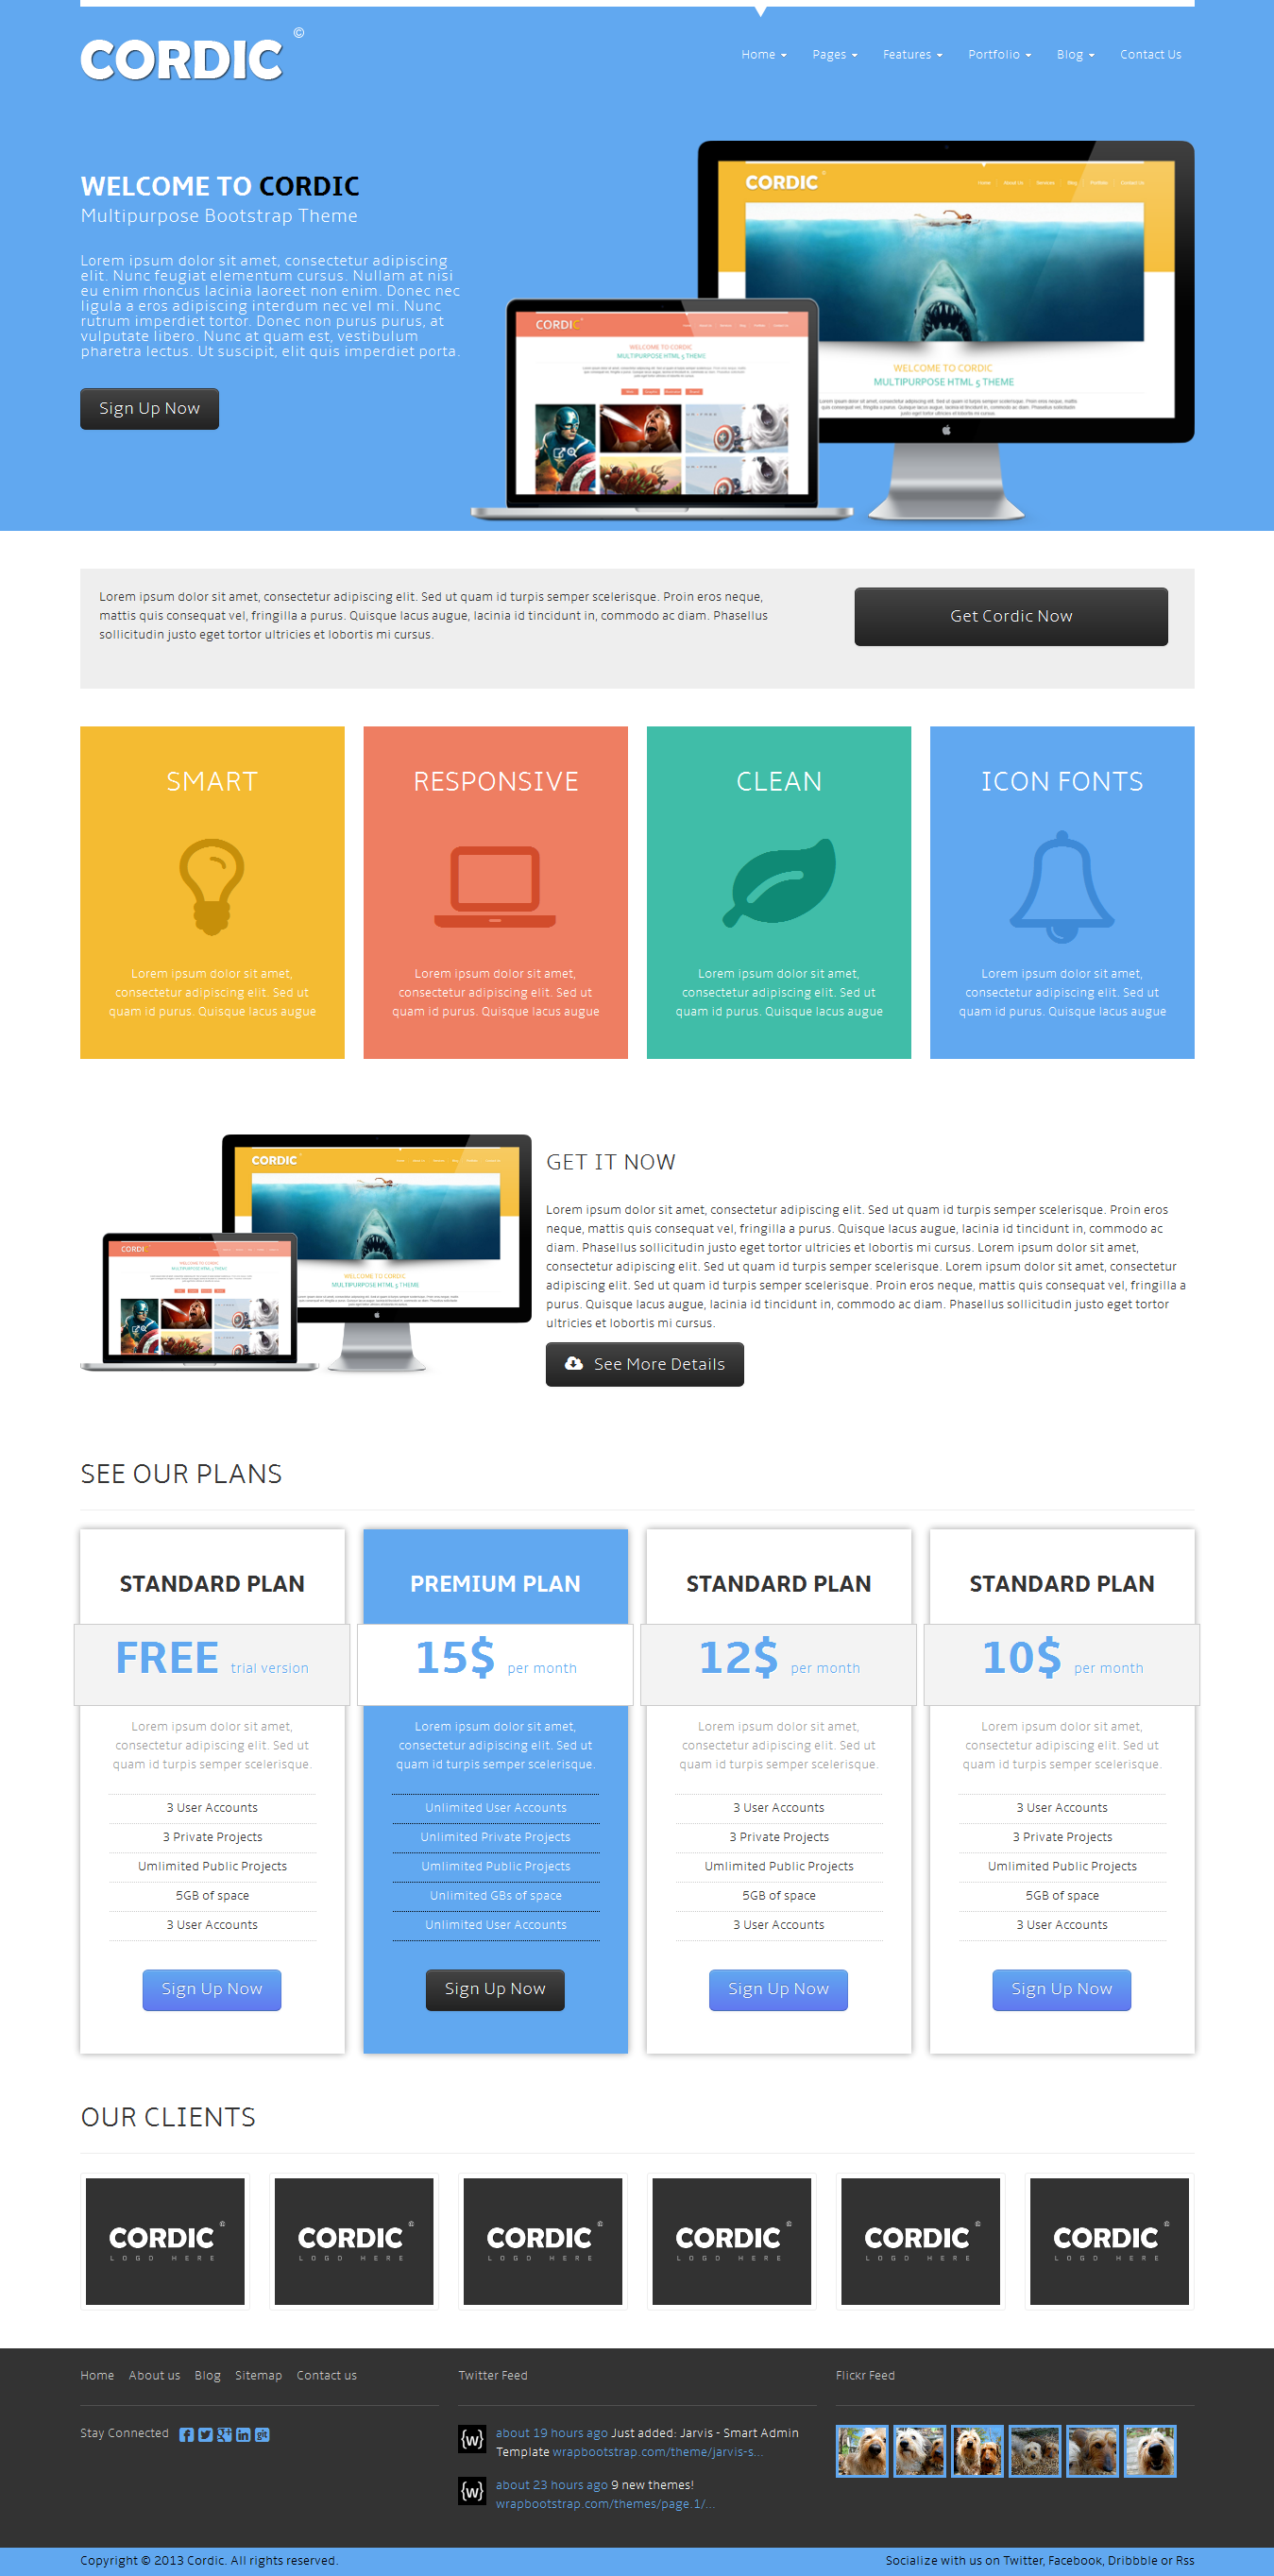 CORDIC ©
Home Pages Features Portfolio Blog Contact Us
WELCOME TO CORDIC
Multipurpose Bootstrap Theme
Lorem ipsum dolor sit amet, consectetur adipiscing
elit. Nunc feugiat elementum cursus. Nullam at nisi
eu enim rhoncus lacinia laoreet non enim. Donec nec
ligula a eros adipiscing interdum nec vel mi. Nunc
rutrum imperdiet tortor. Donec non purus purus, at
vulputate libero. Nunc at quam est, vestibulum
pharetra lectus. Ut suscipit, elit quis imperdiet porta.
Sign Up Now
CORDIC
Home About Us Services Blog Portfolio Contact Us
WELCOME TO CORDIC
MULTIPURPOSE HTML 5 THEME
CORDIC
WELCOME TO CORDIC
MULTIPURPOSE HTML 5 THEME
Lorem ipsum dolor sit amet, consectetur adipiscing elit. Sed ut quam id turpis semper scelerisque. Proin eros neque,
mattis quis consequat vel, fringilla a purus. Quisque lacus augue, lacinia id tincidunt in, commodo ac diam. Phasellus
sollicitudin justo eget tortor ultricies et lobortis mi cursus.
Get Cordic Now
SMART
Lorem ipsum dolor sit amet,
consectetur adipiscing elit. Sed ut
quam id purus. Quisque lacus augue
RESPONSIVE
Lorem ipsum dolor sit amet,
consectetur adipiscing elit. Sed ut
quam id purus. Quisque lacus augue
CLEAN
Lorem ipsum dolor sit amet,
consectetur adipiscing elit. Sed ut
quam id purus. Quisque lacus augue
ICON FONTS
Lorem ipsum dolor sit amet,
consectetur adipiscing elit. Sed ut
quam id purus. Quisque lacus augue
CORDIC
WELCOME TO CORDIC
MULTIPURPOSE HTML 5 THEME
CORDIC
GET IT NOW
Lorem ipsum dolor sit amet, consectetur adipiscing elit. Sed ut quam id turpis semper scelerisque. Proin eros
neque, mattis quis consequat vel, fringilla a purus. Quisque lacus augue, lacinia id tincidunt in, commodo ac
diam. Phasellus sollicitudin justo eget tortor ultricies et lobortis mi cursus. Lorem ipsum dolor sit amet,
consectetur adipiscing elit. Sed ut quam id turpis semper scelerisque. Lorem ipsum dolor sit amet, consectetur
adipiscing elit. Sed ut quam id turpis semper scelerisque. Proin eros neque, mattis quis consequat vel, fringilla a
purus. Quisque lacus augue, lacinia id tincidunt in, commodo ac diam. Phasellus sollicitudin justo eget tortor
ultricies et lobortis mi cursus.
See More Details
SEE OUR PLANS
STANDARD PLAN
FREE trial version
Lorem ipsum dolor sit amet,
consectetur adipiscing elit. Sed ut
quam id turpis semper scelerisque.
3 User Accounts
3 Private Projects
Umlimited Public Projects
5GB of space
3 User Accounts
Sign Up Now
PREMIUM PLAN
15$ per month
Lorem ipsum dolor sit amet,
consectetur adipiscing elit. Sed ut
quam id turpis semper scelerisque.
Unlimited User Accounts
Unlimited Private Projects
Umlimited Public Projects
Unlimited GBs of space
Unlimited User Accounts
Sign Up Now
STANDARD PLAN
12$ per month
Lorem ipsum dolor sit amet,
consectetur adipiscing elit. Sed ut
quam id turpis semper scelerisque.
3 User Accounts
3 Private Projects
Umlimited Public Projects
5GB of space
3 User Accounts
Sign Up Now
STANDARD PLAN
10$ per month
Lorem ipsum dolor sit amet,
consectetur adipiscing elit. Sed ut
quam id turpis semper scelerisque.
3 User Accounts
3 Private Projects
Umlimited Public Projects
5GB of space
3 User Accounts
Sign Up Now
OUR CLIENTS
CORDIC ©
LOGO HERE
CORDIC ©
LOGO HERE
CORDIC ©
LOGO HERE
CORDIC ©
LOGO HERE
CORDIC ©
LOGO HERE
CORDIC ©
LOGO HERE
Home About us Blog Sitemap Contact us
Stay Connected
git
Twitter Feed
{w} about 19 hours ago Just added: Jarvis - Smart Admin
Template wrapbootstrap.com/theme/jarvis-s...
{w} about 23 hours ago 9 new themes!
wrapbootstrap.com/themes/page.1/...
Flickr Feed
Copyright © 2013 Cordic. All rights reserved.
Socialize with us on Twitter, Facebook, Dribbble or Rss